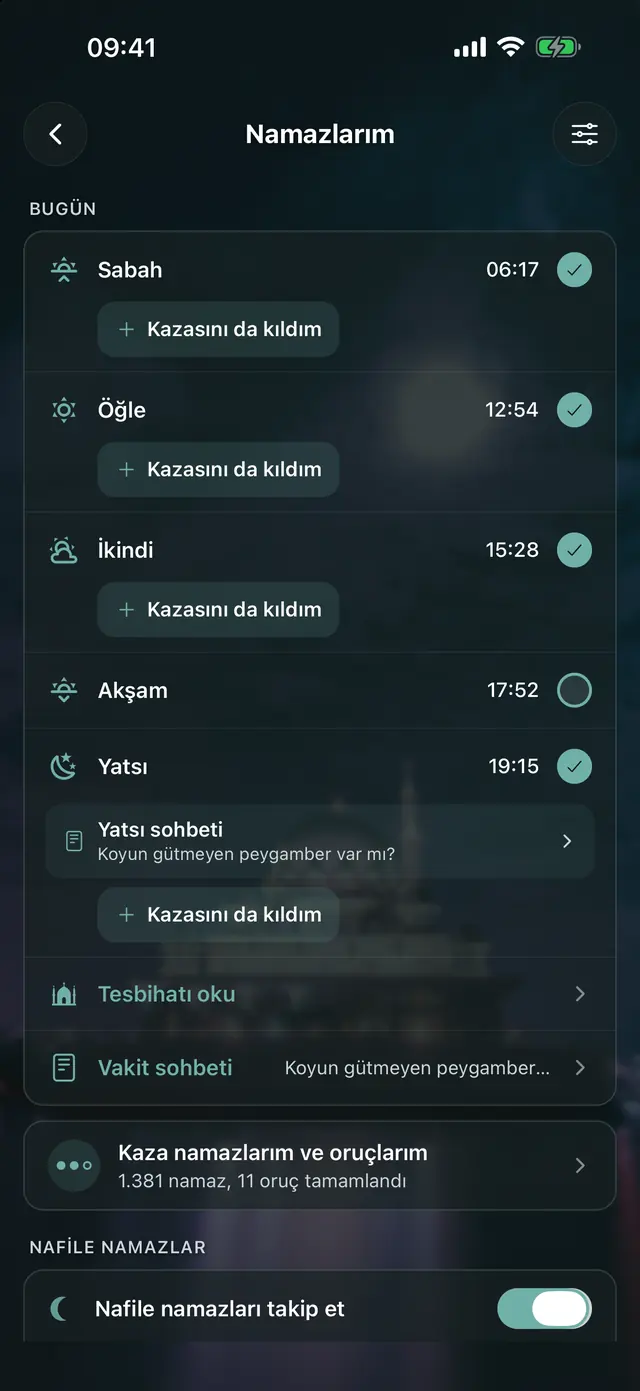 09:41
Namazlarım
BUGÜN
Sabah 06:17
+ Kazasını da kıldım
Öğle 12:54
+ Kazasını da kıldım
İkindi 15:28
+ Kazasını da kıldım
Akşam 17:52
Yatsı 19:15
Yatsı sohbeti
Koyun gütmeyen peygamber var mı?
+ Kazasını da kıldım
Tesbihatı oku
Vakit sohbeti Koyun gütmeyen peygamber...
Kaza namazlarım ve oruçlarım
1.381 namaz, 11 oruç tamamlandı
NAFİLE NAMAZLAR
Nafile namazları takip et